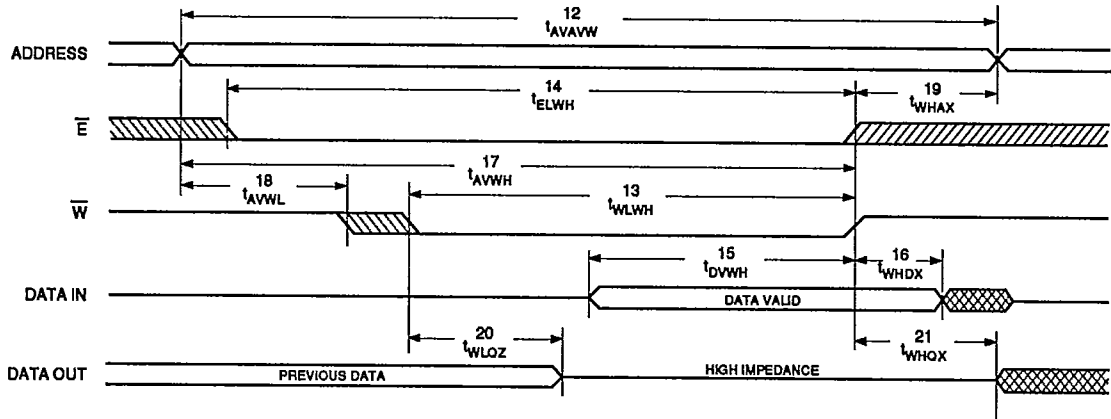 12
tAVAVW
ADDRESS
14
tELWH
19
tWHAX
E
17
tAVWH
18
tAVWL
13
tWLWH
W
15
tDVWH
16
tWHDX
DATA IN
DATA VALID
20
tWLQZ
21
tWHQX
DATA OUT
PREVIOUS DATA
HIGH IMPEDANCE